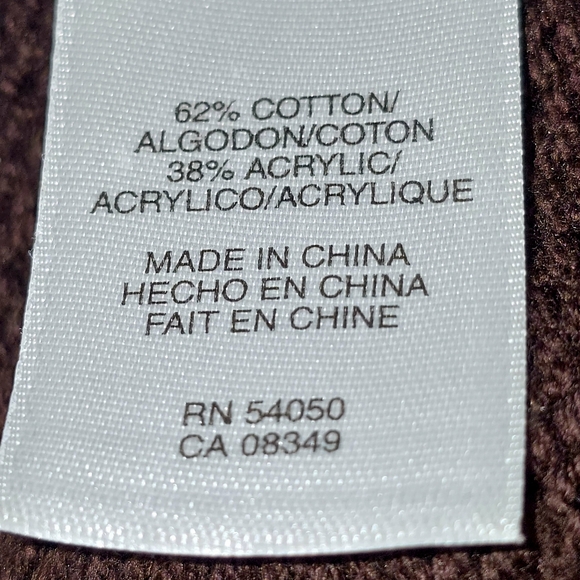 62% COTTON/
ALGODON/COTON
38% ACRYLIC/
ACRYLICO/ACRYLIQUE
MADE IN CHINA
HECHO EN CHINA
FAIT EN CHINE
RN 54050
CA 08349